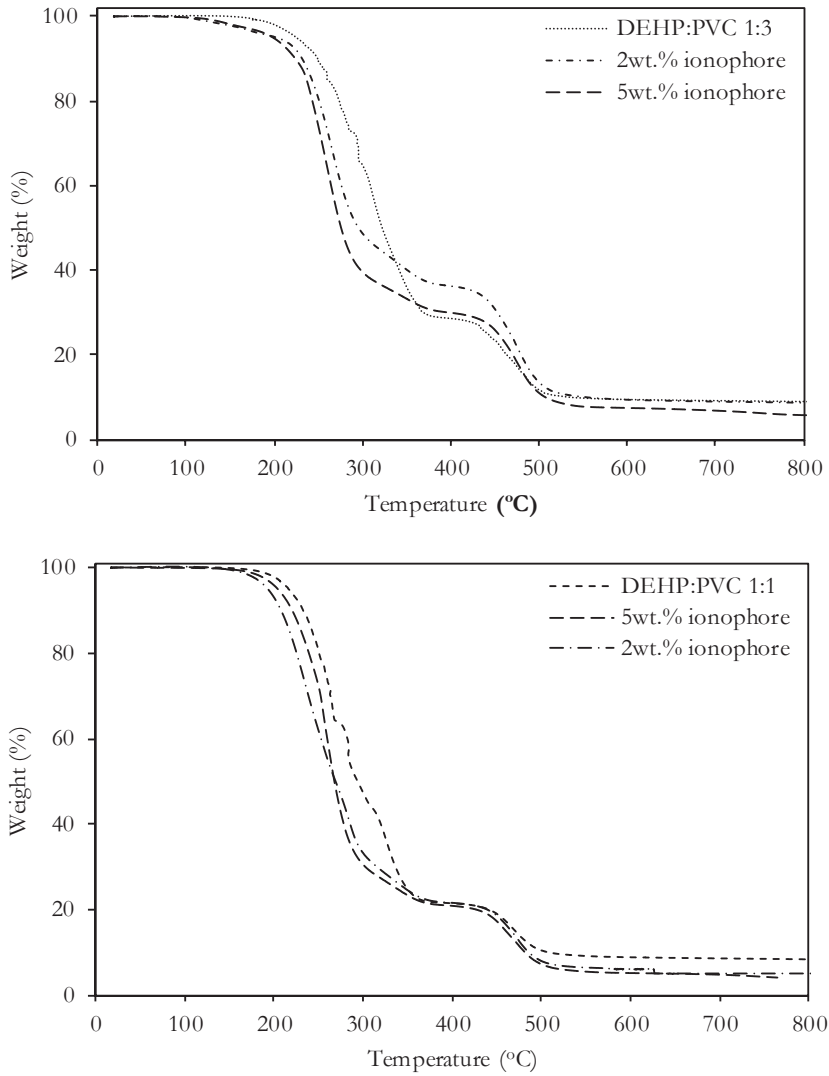 100
80
60
40
20
0
Weight (%)
DEHP:PVC 1:3
2wt.% ionophore
5wt.% ionophore
0 100 200 300 400 500 600 700 800
Temperature (ºC)
100
80
60
40
20
0
Weight (%)
DEHP:PVC 1:1
5wt.% ionophore
2wt.% ionophore
0 100 200 300 400 500 600 700 800
Temperature (ºC)